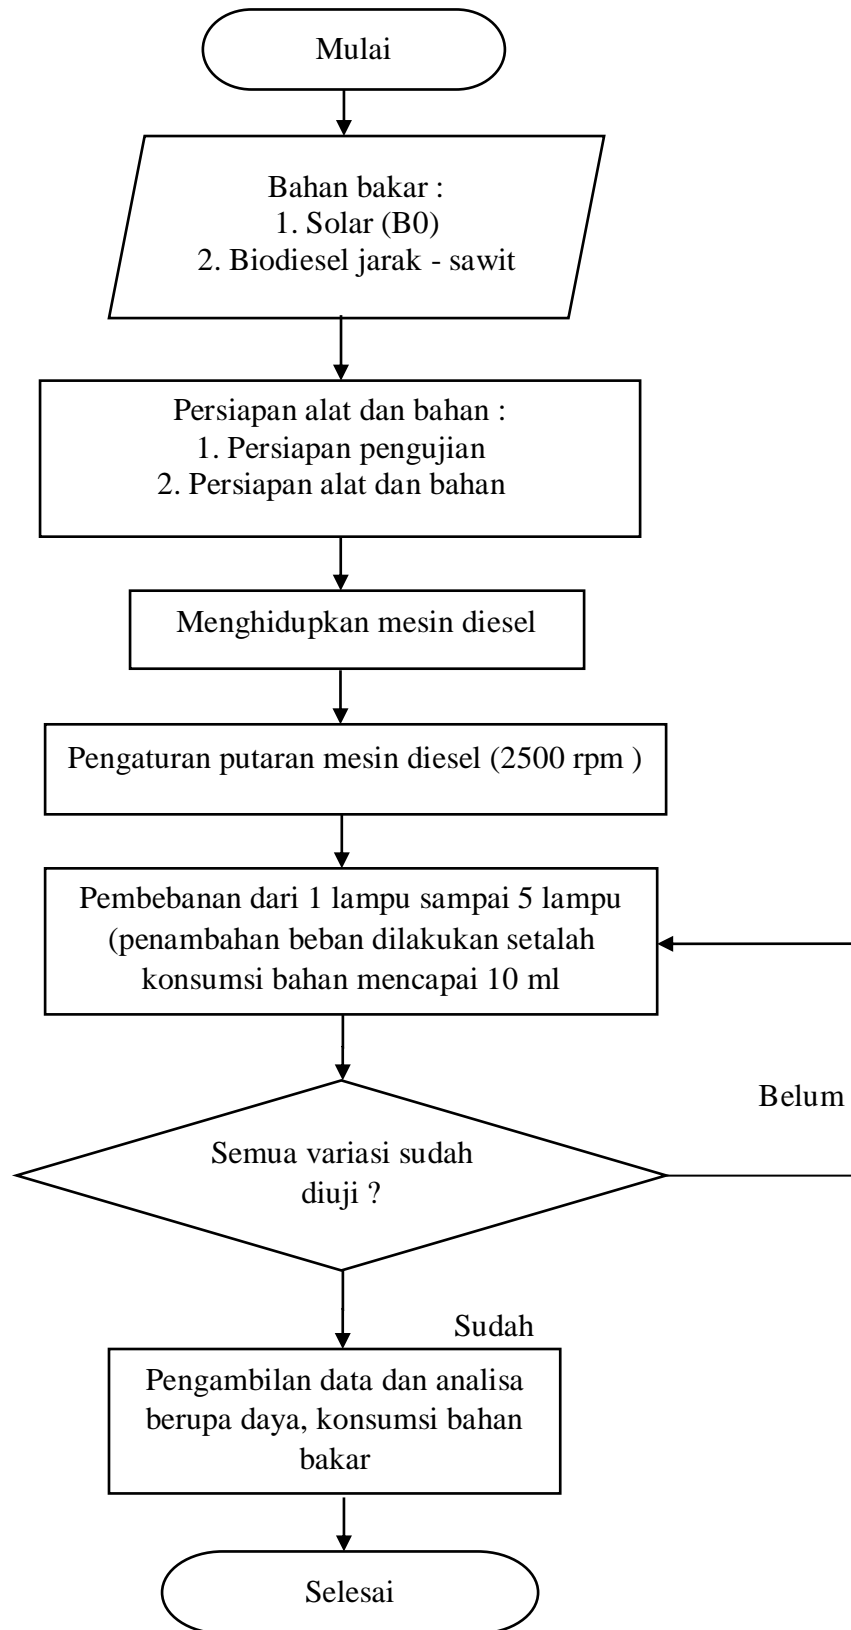 Mulai
Bahan bakar :
1. Solar (B0)
2. Biodiesel jarak - sawit
Persiapan alat dan bahan :
1. Persiapan pengujian
2. Persiapan alat dan bahan
Menghidupkan mesin diesel
Pengaturan putaran mesin diesel (2500 rpm )
Pembebanan dari 1 lampu sampai 5 lampu
(penambahan beban dilakukan setalah
konsumsi bahan mencapai 10 ml
Belum
Semua variasi sudah
diuji ?
Sudah
Pengambilan data dan analisa
berupa daya, konsumsi bahan
bakar
Selesai